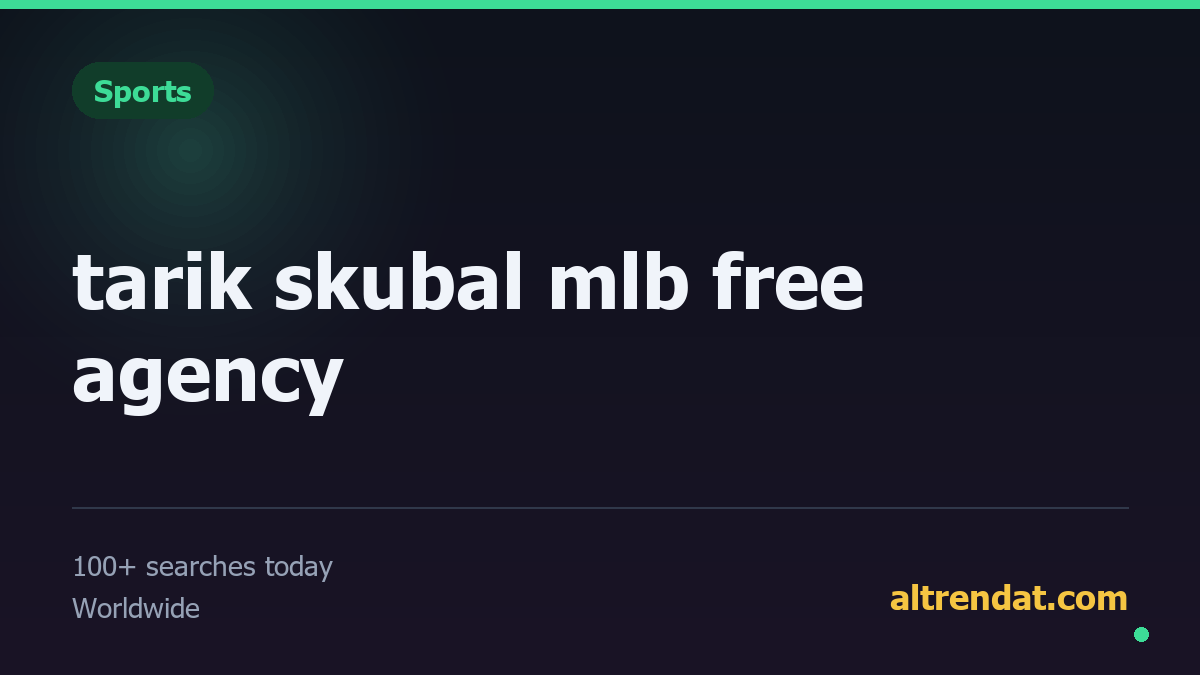 Sports
tarik skubal mlb free
agency
100+ searches today
Worldwide
altrendat.com